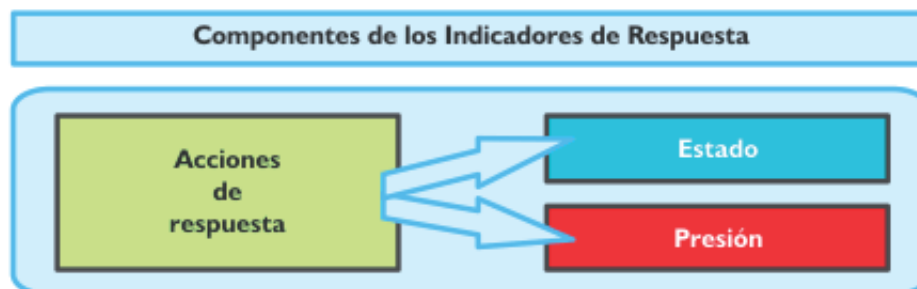 Componentes de los Indicadores de Respuesta
Acciones
de
respuesta
Estado
Presión